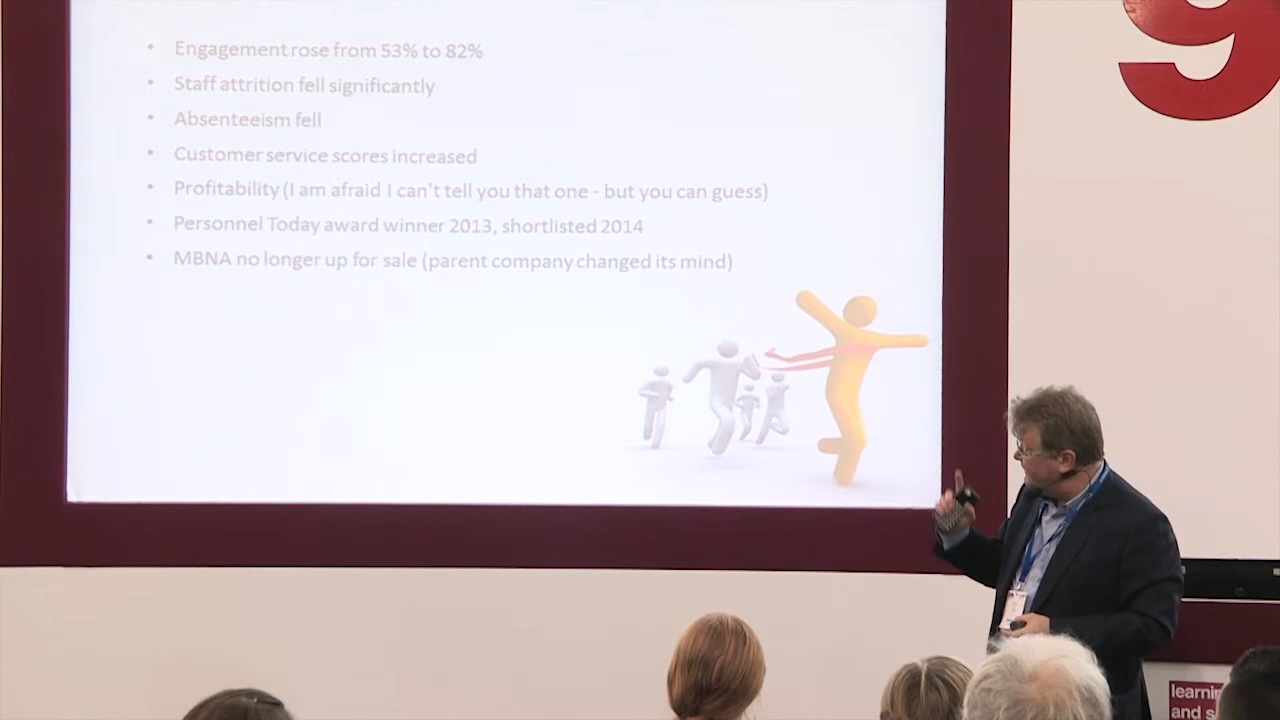 • Engagement rose from 53% to 82%
• Staff attrition fell significantly
• Absenteeism fell
• Customer service scores increased
• Profitability (I am afraid I can't tell you that one - but you can guess)
• Personnel Today award winner 2013, shortlisted 2014
• MBNA no longer up for sale (parent company changed its mind)
9
and